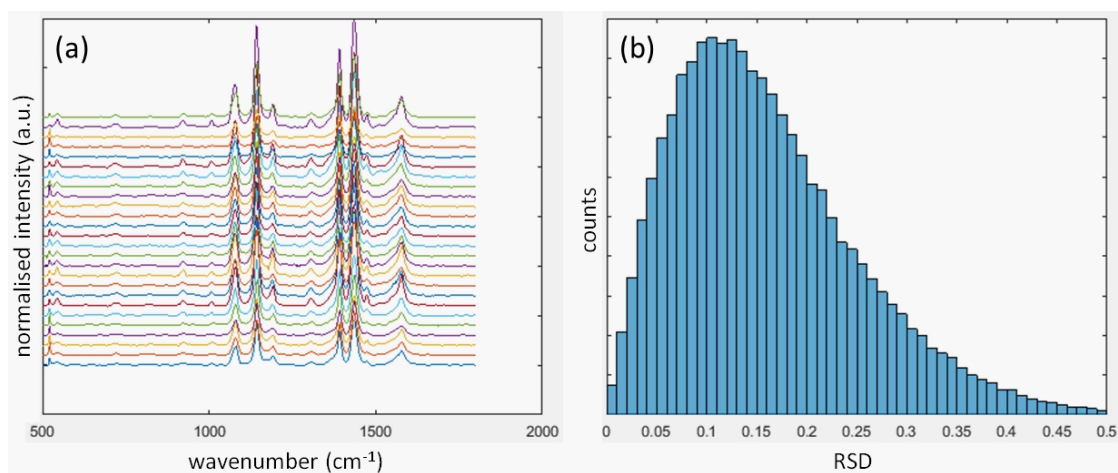 (a)
normalised intensity (a.u.)
500 1000 1500 2000
wavenumber (cm⁻¹)
(b)
counts
0 0.05 0.1 0.15 0.2 0.25 0.3 0.35 0.4 0.45 0.5
RSD